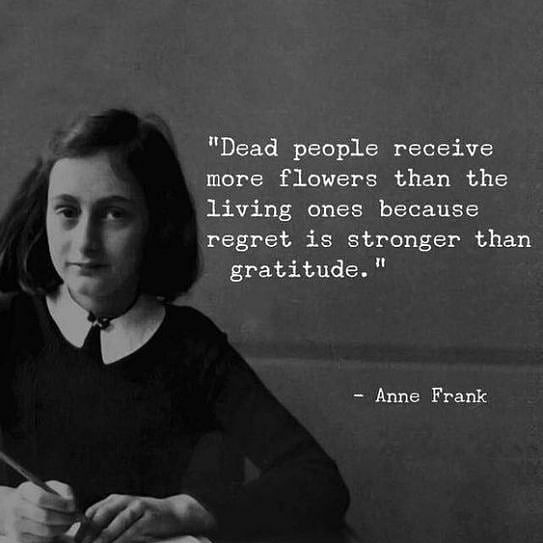 "Dead people receive
more flowers than the
living ones because
regret is stronger than
gratitude."
- Anne Frank